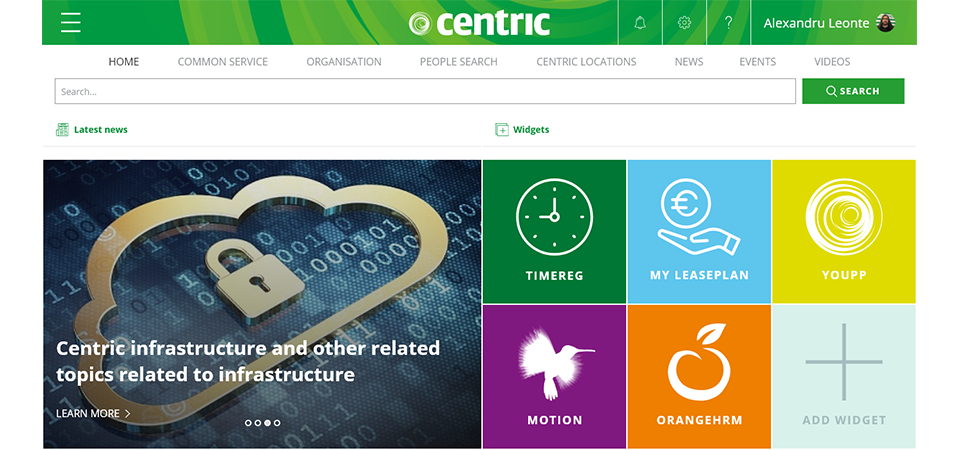 centric
?
Alexandru Leonte
HOME COMMON SERVICE ORGANISATION PEOPLE SEARCH CENTRIC LOCATIONS NEWS EVENTS VIDEOS
Search...
SEARCH
Latest news
Widgets
Centric infrastructure and other related
topics related to infrastructure
LEARN MORE >
TIMEREG
€
MY LEASEPLAN
YOUPP
MOTION
ORANGEHRM
ADD WIDGET